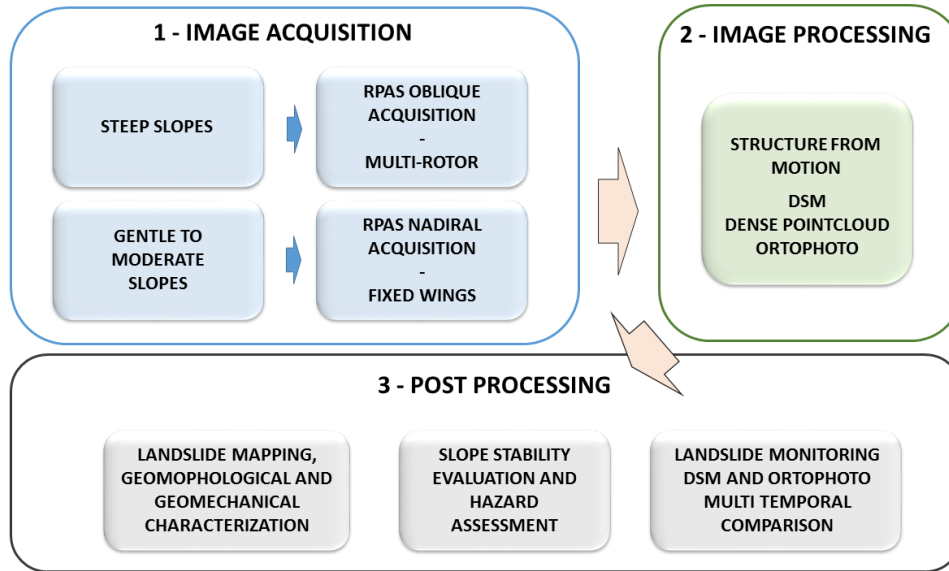 1 - IMAGE ACQUISITION
STEEP SLOPES
RPAS OBLIQUE
ACQUISITION
-
MULTI-ROTOR
GENTLE TO
MODERATE
SLOPES
RPAS NADIRAL
ACQUISITION
-
FIXED WINGS
2 - IMAGE PROCESSING
STRUCTURE FROM
MOTION
DSM
DENSE POINTCLOUD
ORTOPHOTO
3 - POST PROCESSING
LANDSLIDE MAPPING,
GEOMOPHOLOGICAL AND
GEOMECHANICAL
CHARACTERIZATION
SLOPE STABILITY
EVALUATION AND
HAZARD
ASSESSMENT
LANDSLIDE MONITORING
DSM AND ORTOPHOTO
MULTI TEMPORAL
COMPARISON